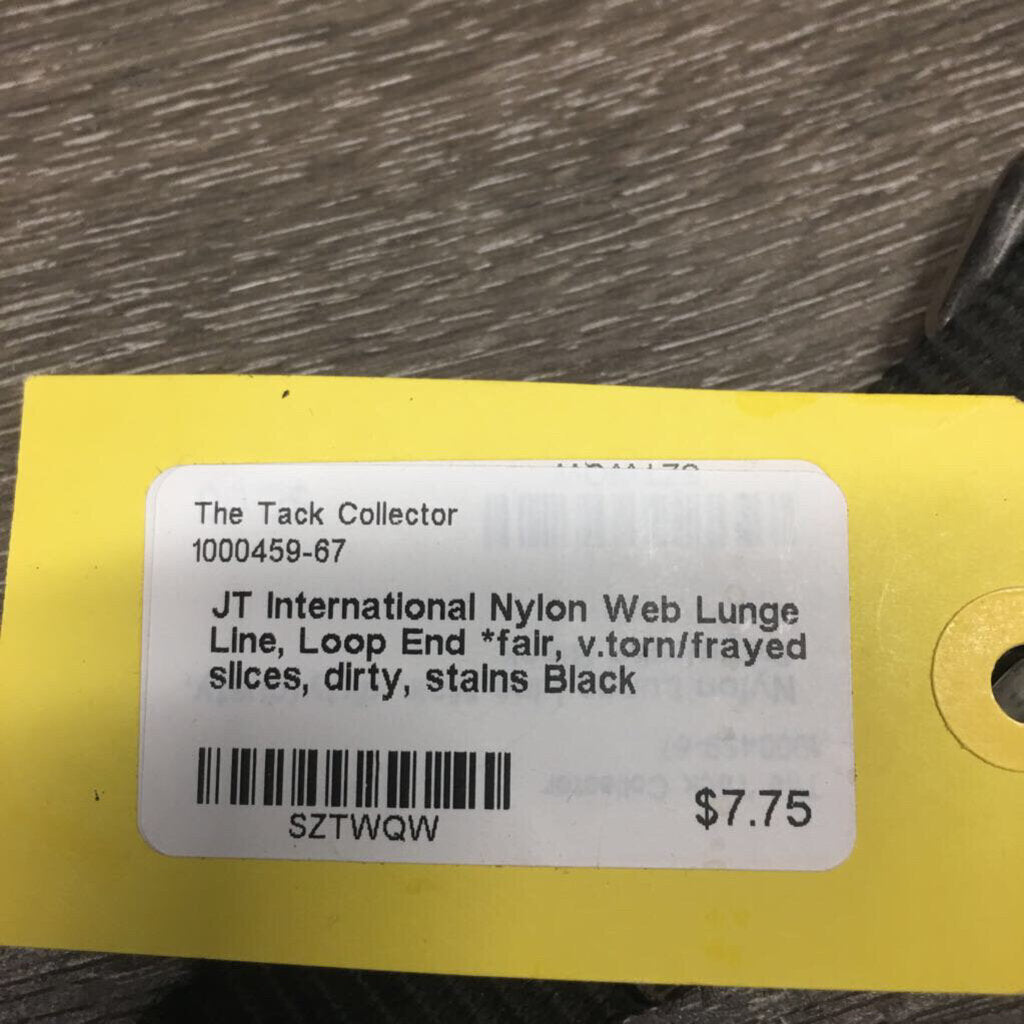 The Tack Collector
1000459-67
JT International Nylon Web Lunge
Line, Loop End *fair, v.torn/frayed
slices, dirty, stains Black
SZTWQW
$7.75